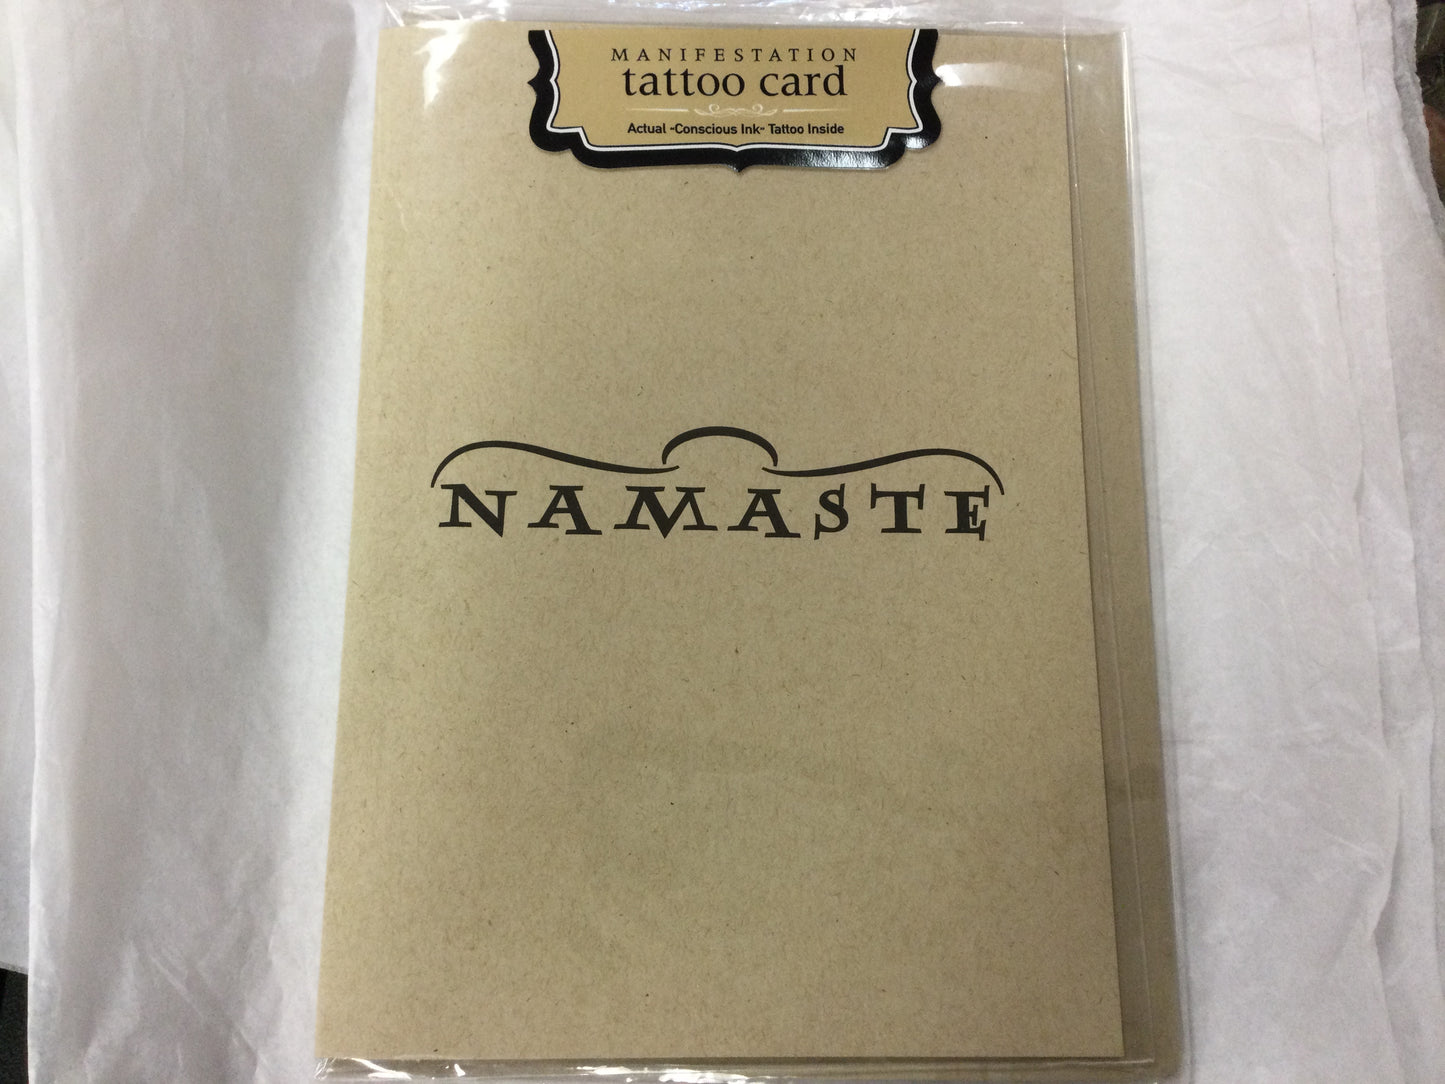 MANIFESTATION
tattoo card
Actual ~Conscious Ink~ Tattoo Inside
NAMASTE